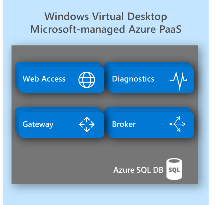 Windows Virtual Desktop
Microsoft-managed Azure PaaS
Web Access
Diagnostics
Gateway
Broker
Azure SQL DB
SQL